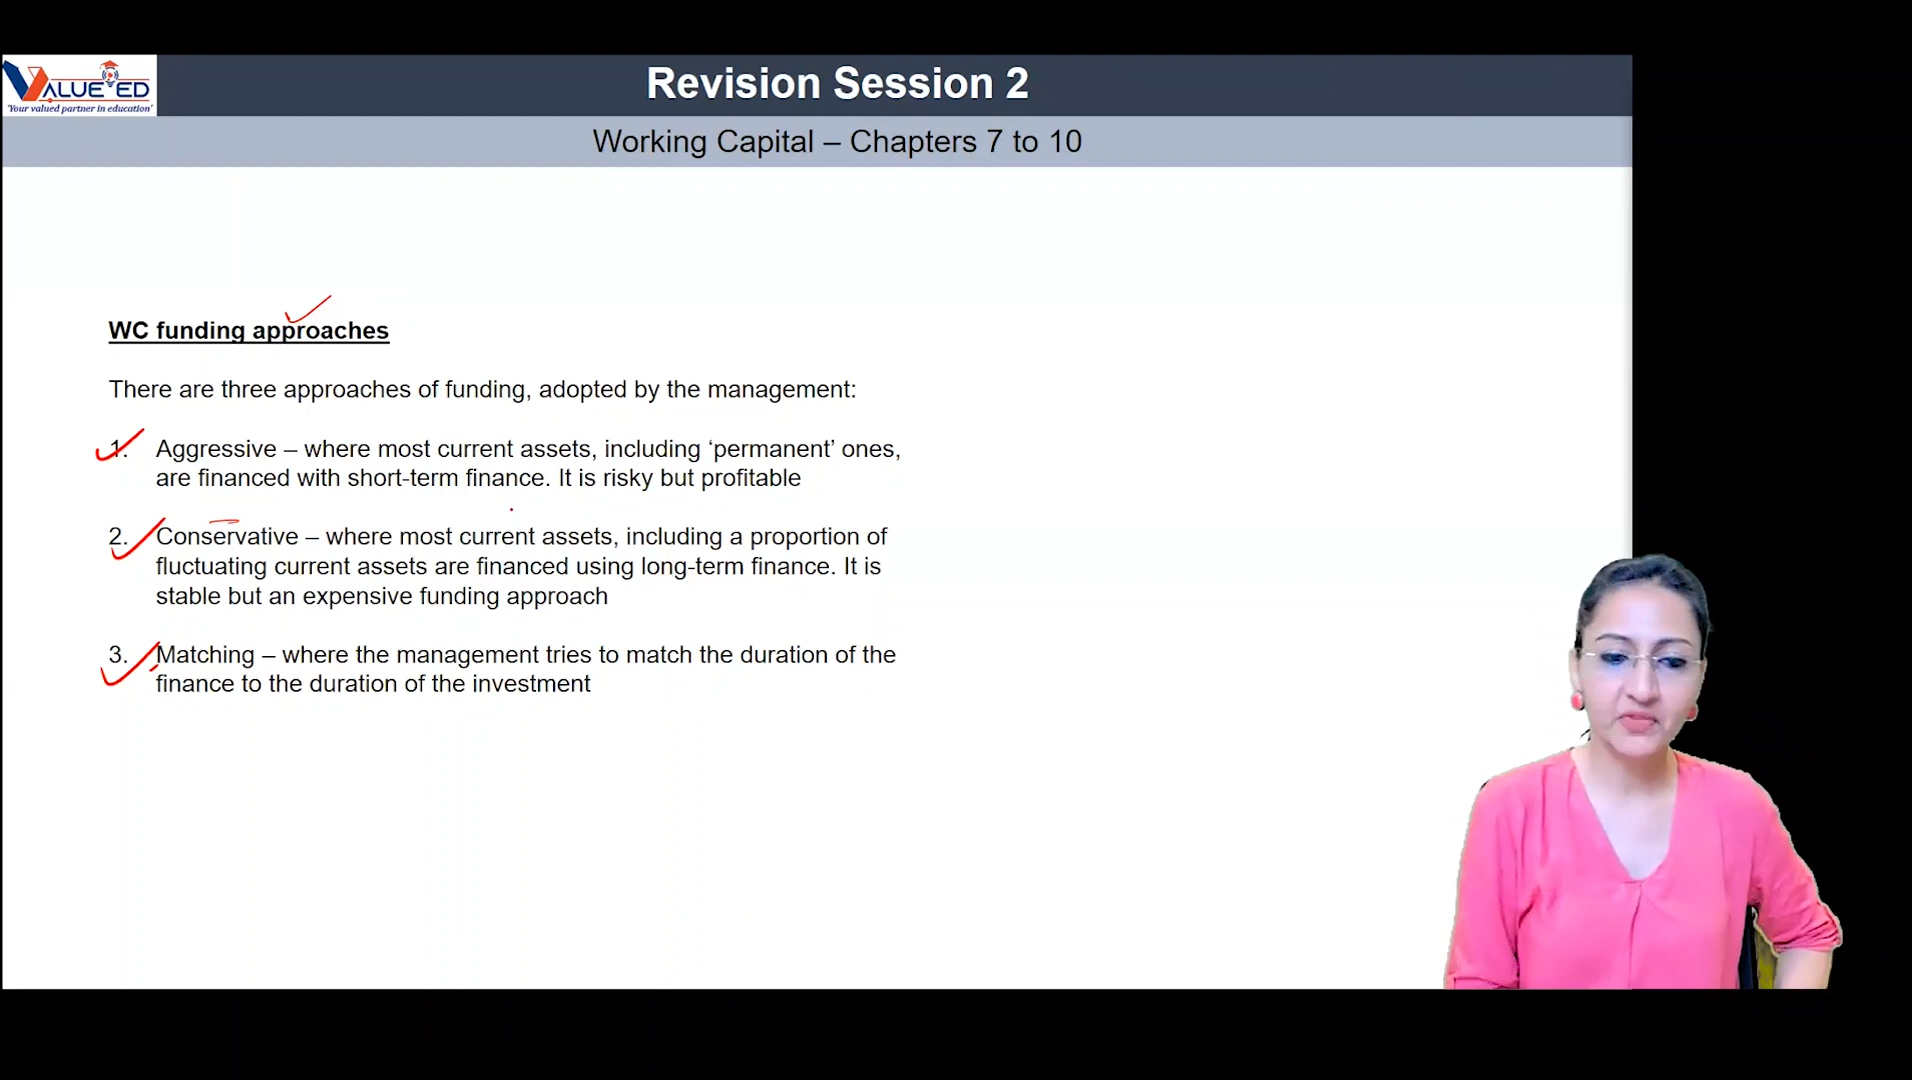 VALUE ED
'Your valued partner in education'
Revision Session 2
Working Capital – Chapters 7 to 10
WC funding approaches
There are three approaches of funding, adopted by the management:
1. Aggressive – where most current assets, including ‘permanent’ ones,
are financed with short-term finance. It is risky but profitable
2. Conservative – where most current assets, including a proportion of
fluctuating current assets are financed using long-term finance. It is
stable but an expensive funding approach
3. Matching – where the management tries to match the duration of the
finance to the duration of the investment